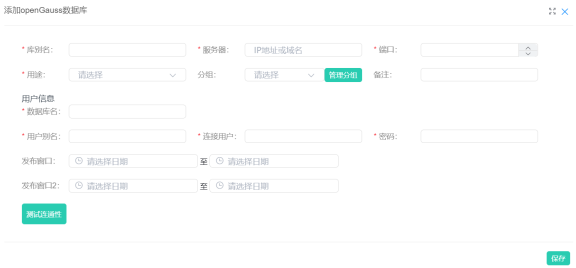 添加openGauss数据库
* 库别名： * 服务器： IP地址或域名 * 端口：
* 用途： 请选择 分组： 请选择 管理分组 备注：
用户信息
* 数据库名：
* 用户别名： * 连接用户： * 密码：
发布窗口： 请选择日期 至 请选择日期
发布窗口2： 请选择日期 至 请选择日期
测试连通性
保存